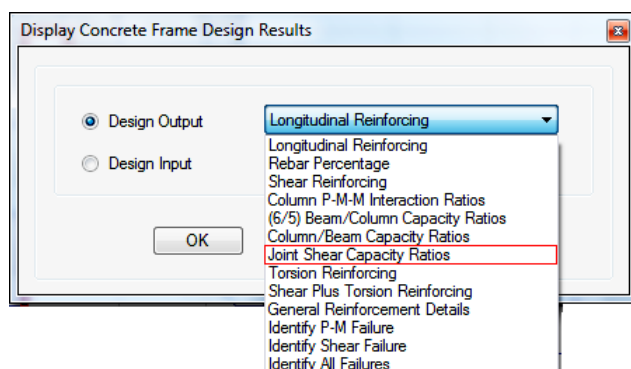 Display Concrete Frame Design Results
Design Output
Longitudinal Reinforcing
Design Input
Longitudinal Reinforcing
Rebar Percentage
Shear Reinforcing
Column P-M-M Interaction Ratios
(6/5) Beam/Column Capacity Ratios
Column/Beam Capacity Ratios
Joint Shear Capacity Ratios
Torsion Reinforcing
Shear Plus Torsion Reinforcing
General Reinforcement Details
Identify P-M Failure
Identify Shear Failure
Identify All Failures
OK